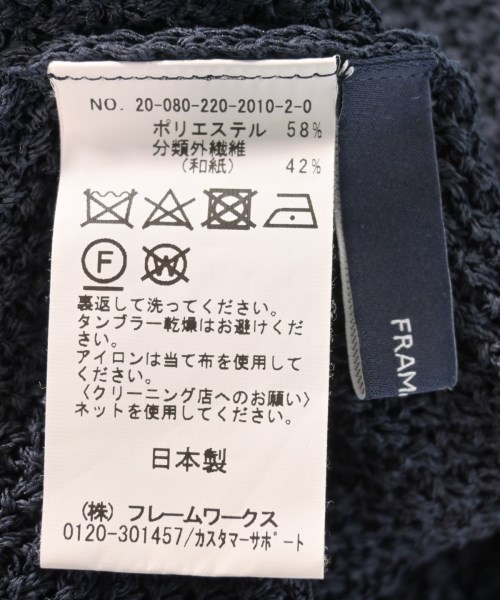 NO. 20-080-220-2010-2-0
ポリエステル 58%
分類外繊維
(和紙) 42%
F W
裏返して洗ってください。
タンブラー乾燥はお避けくだ
さい。
アイロンは当て布を使用して
ください。
〈クリーニング店へのお願い〉
ネットを使用してください。
日本製
(株) フレームワークス
0120-301457/カスタマーサポート
FRAM